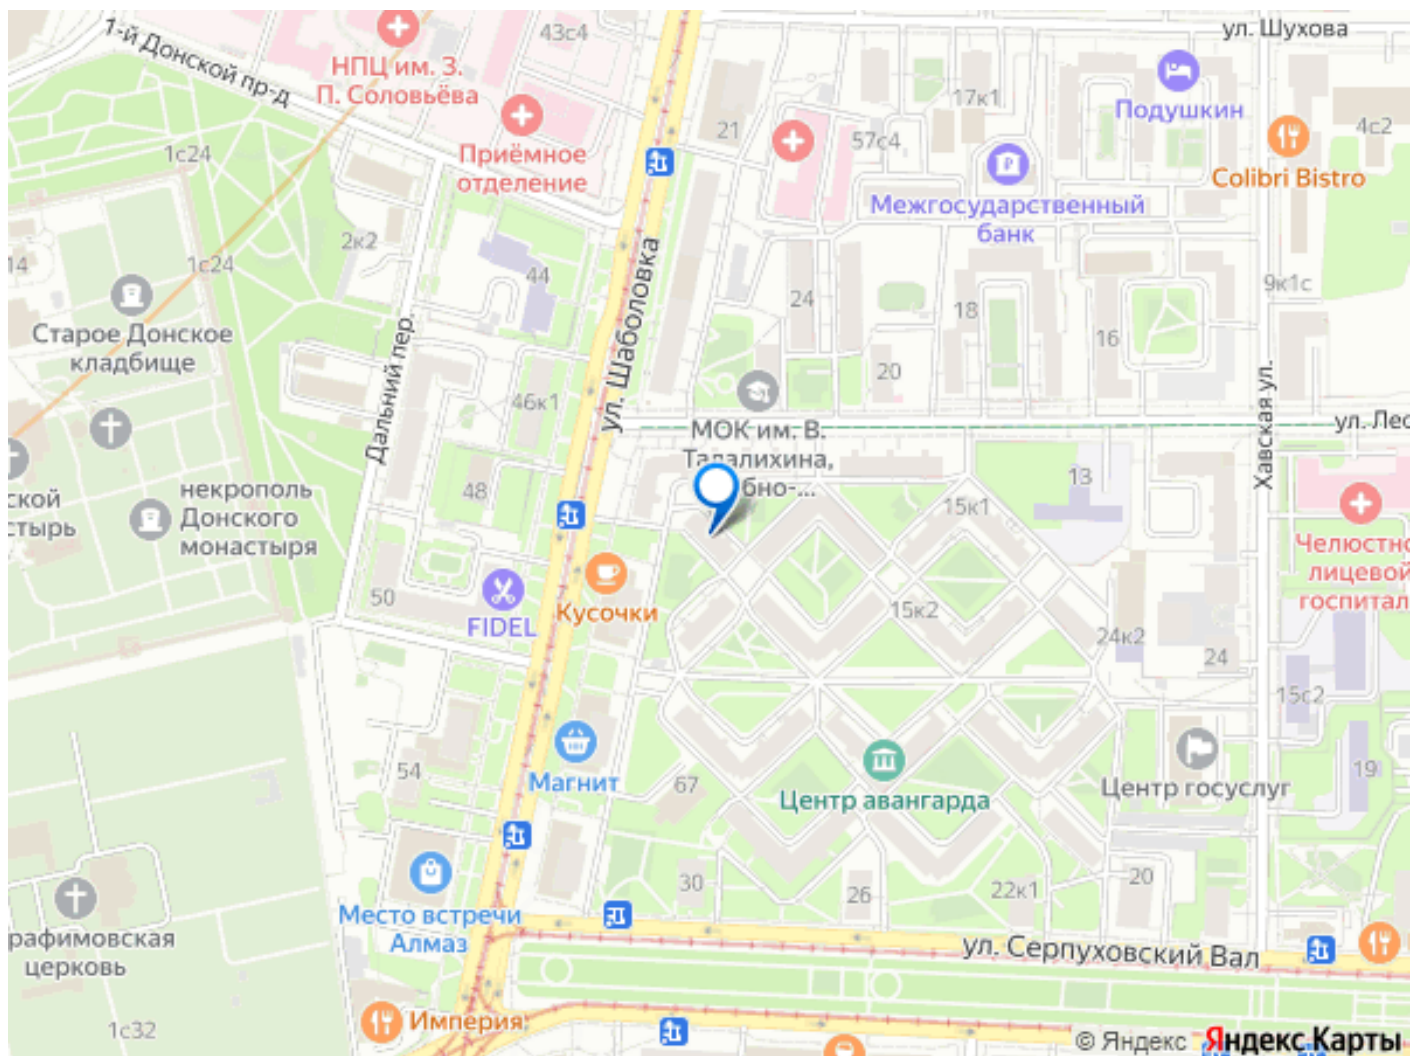 ул. Шухова
1-й Донской пр-д
43с4
НПЦ им. З.
П. Соловьёва
17к1
Подушкин
4с2
21
57с4
1с24
Приёмное
отделение
Colibri Bistro
Межгосударственный
банк
2к2
14
1с24
44
ул. Шаболовка
24
18
16
9к1с
Старое Донское
кладбище
Дальний пер.
20
46к1
Хавская ул.
МОК им. В.
ул. Лес
13
48
15к1
бно-...
ской
стырь
некрополь
Донского
монастыря
Челюстно
лицевой
госпитал
50
FIDEL
Кусочки
15к2
24к2
24
15с2
54
Магнит
67
Центр авангарда
Центр госуслуг
19
30
26
22к1
20
Место встречи
Алмаз
рафимовская
церковь
ул. Серпуховский Вал
1с32
Империя
© Яндекс Яндекс Карты